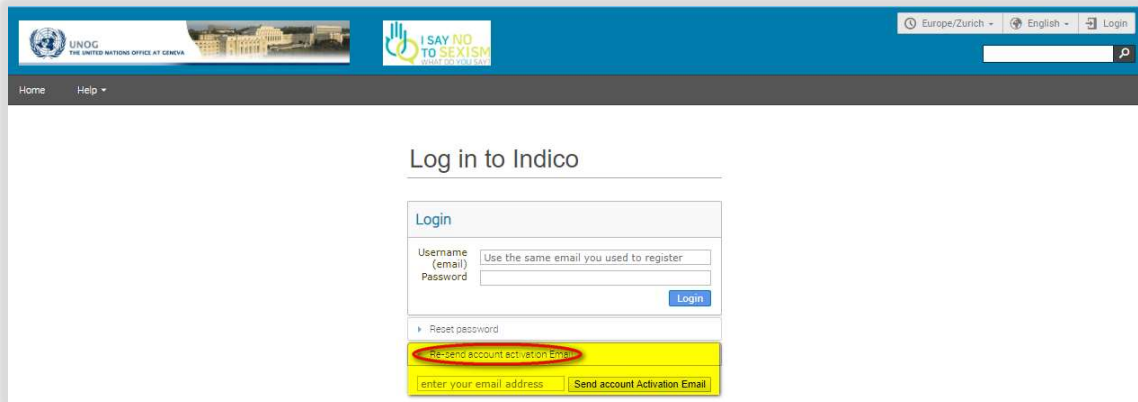 Europe/Zurich English Login
UNOG
THE UNITED NATIONS OFFICE AT GENEVA
I SAY NO
TO SEXISM
WHAT DO YOU SAY?
Home Help
Log in to Indico
Login
Username
(email)
Use the same email you used to register
Password
Login
Reset password
Re-send account activation Email
enter your email address Send account Activation Email